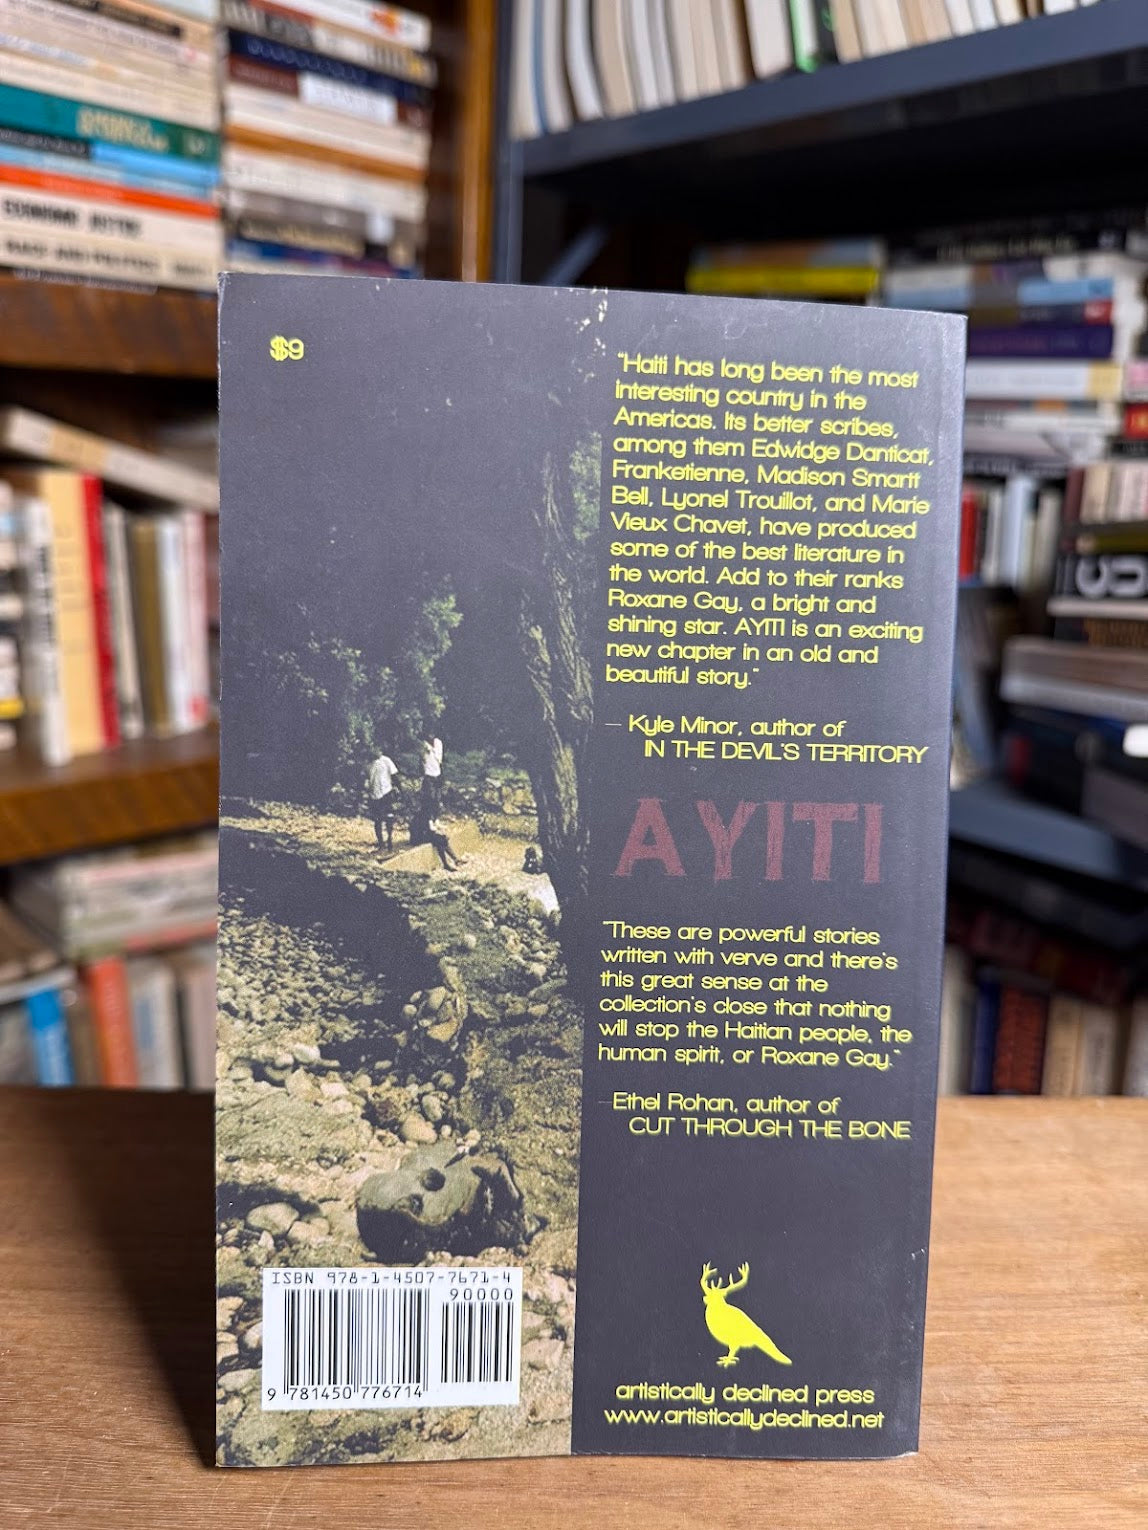 $9
"Haiti has long been the most
interesting country in the
Americas. Its better scribes,
among them Edwidge Danticat,
Franketienne, Madison Smartt
Bell, Lyonel Trouillot, and Marie
Vieux Chavet, have produced
some of the best literature in
the world. Add to their ranks
Roxane Gay, a bright and
shining star. AYITI is an exciting
new chapter in an old and
beautiful story."
— Kyle Minor, author of
IN THE DEVIL'S TERRITORY
AYITI
"These are powerful stories
written with verve and there's
this great sense at the
collection's close that nothing
will stop the Haitian people, the
human spirit, or Roxane Gay."
—Ethel Rohan, author of
CUT THROUGH THE BONE
ISBN 978-1-4507-7671-4
90000
9 781450 776714
artistically declined press
www.artisticallydeclined.net